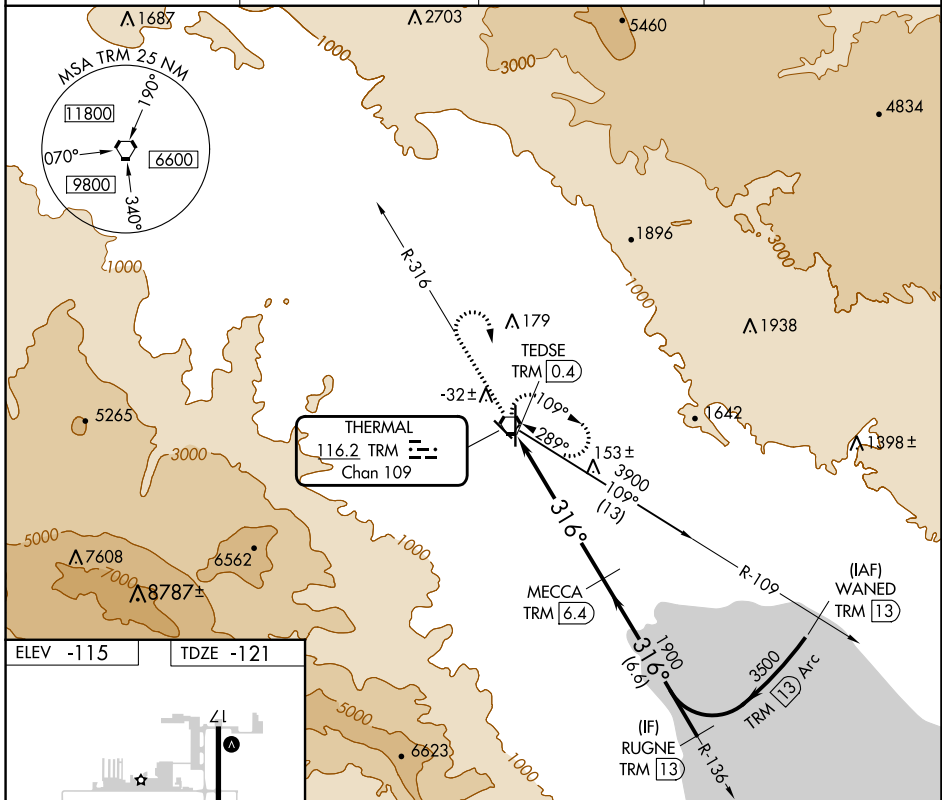 1687
2703
5460
1000
3000
MSA TRM 25 NM
190°
11800
070°
6600
9800
340°
4834
1896
3000
1000
1000
R-316
179
1938
TEDSE
TRM 0.4
-32±
109°
289°
5265
THERMAL
116.2 TRM
Chan 109
1642
1398±
153±
3900
109°
(13)
3000
316°
5000
7608
7000
6562
8787±
1000
MECCA
TRM 6.4
R-109
(IAF)
WANED
TRM 13
1900
316°
(6.6)
3500
TRM 13 Arc
ELEV -115
TDZE -121
17
V
5000
6623
1000
(IF)
RUGNE
TRM 13
R-136